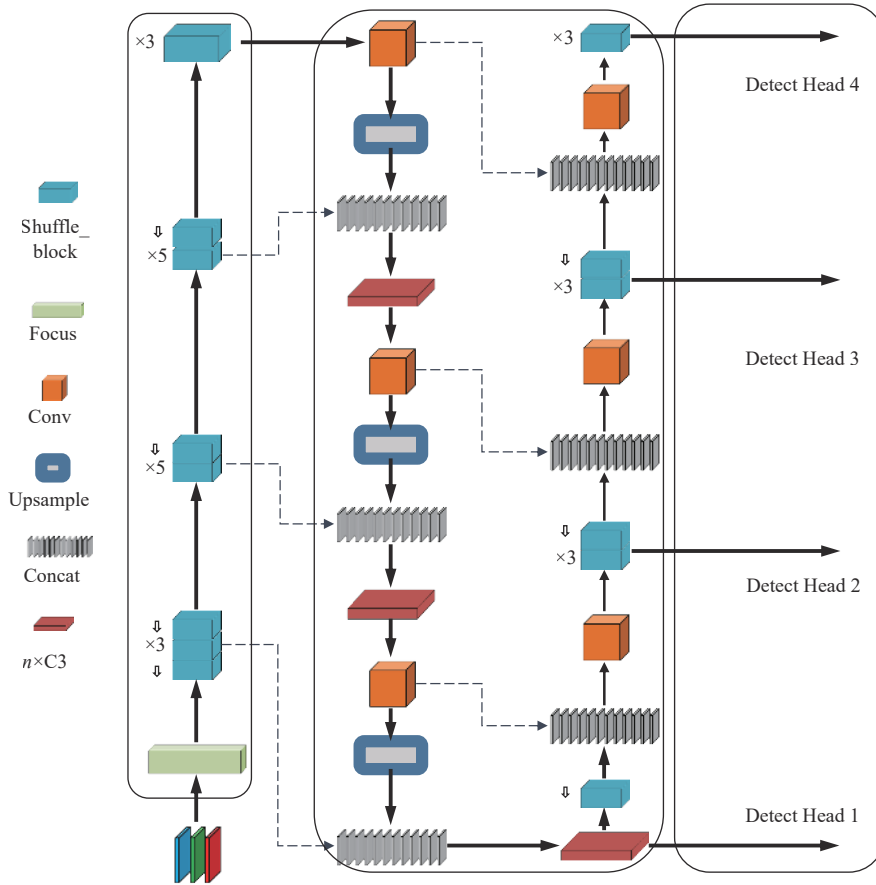 Shuffle_
block
Focus
Conv
Upsample
Concat
n×C3
×3
×5
×5
×3
×3
×3
×3
Detect Head 4
Detect Head 3
Detect Head 2
Detect Head 1